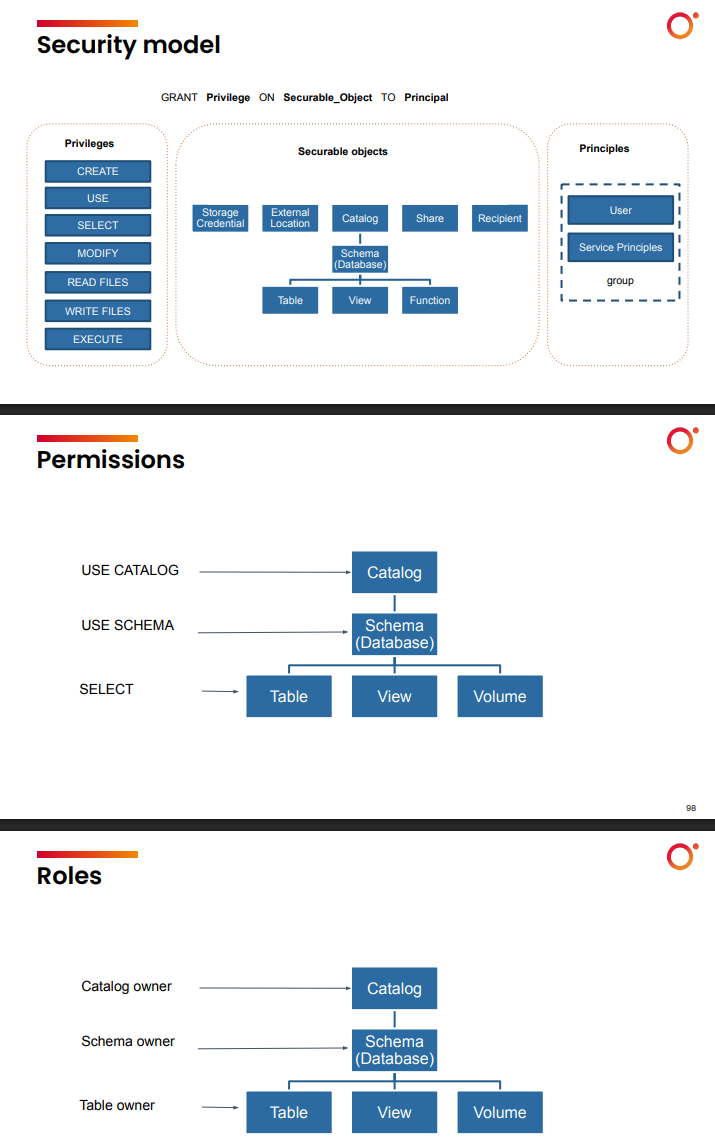 Security model
GRANT Privilege ON Securable_Object TO Principal
Privileges
CREATE
USE
SELECT
MODIFY
READ FILES
WRITE FILES
EXECUTE
Securable objects
Storage
Credential
External
Location
Catalog
Share
Recipient
Schema
(Database)
Table
View
Function
Principles
User
Service Principles
group
Permissions
USE CATALOG
Catalog
USE SCHEMA
Schema
(Database)
SELECT
Table
View
Volume
98
Roles
Catalog owner
Catalog
Schema owner
Schema
(Database)
Table owner
Table
View
Volume